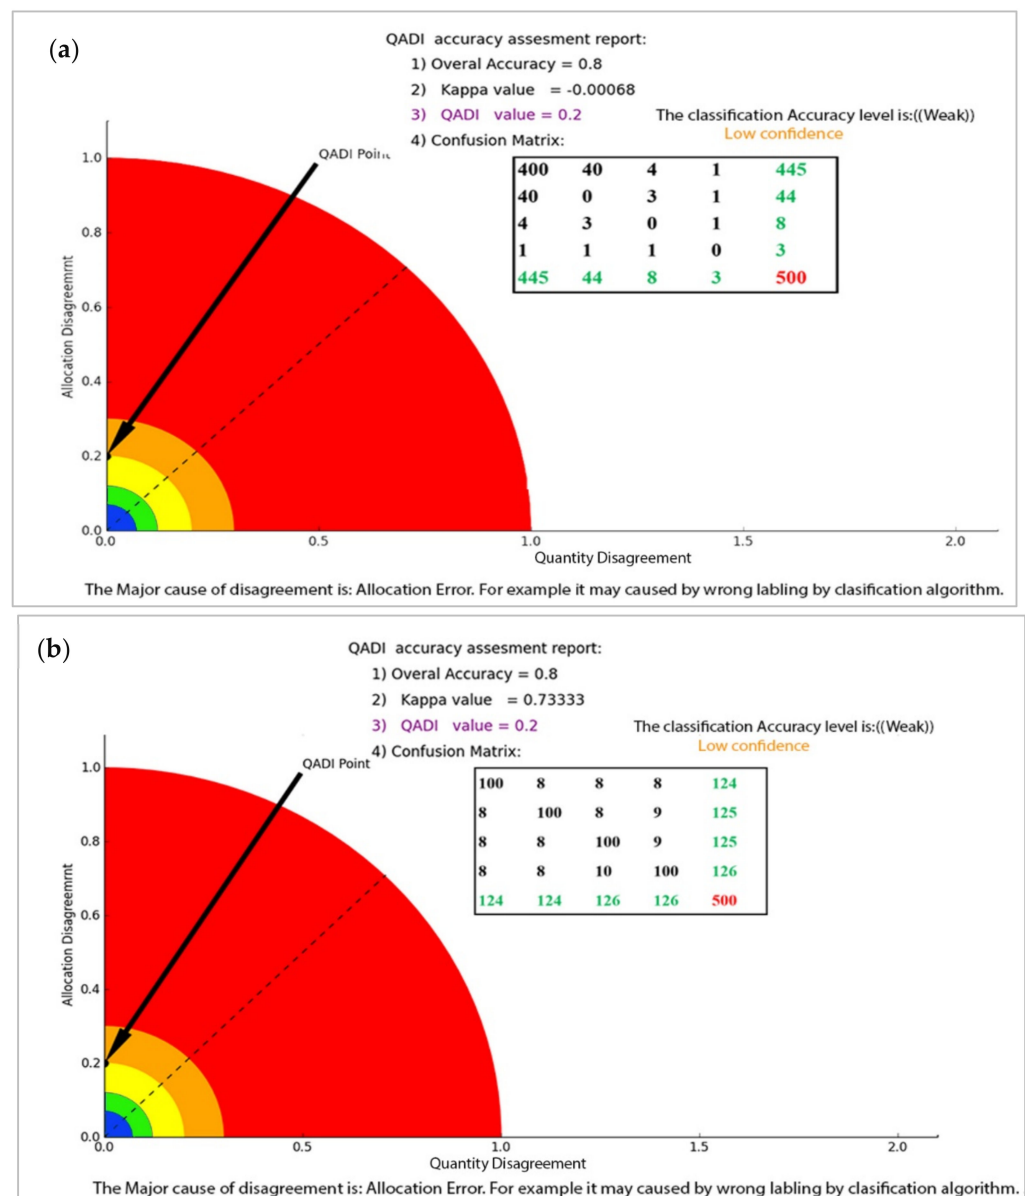 (a)
QADI accuracy assesment report:
1) Overal Accuracy = 0.8
2) Kappa value = -0.00068
3) QADI value = 0.2
The classification Accuracy level is:((Weak))
Low confidence
4) Confusion Matrix:
QADI Point
400 40 4 1 445
40 0 3 1 44
4 3 0 1 8
1 1 1 0 3
445 44 8 3 500
1.0
0.8
0.6
0.4
0.2
0.0
Allocation Disagreemrnt
0.0 0.5 1.0 1.5 2.0
Quantity Disagreement
The Major cause of disagreement is: Allocation Error. For example it may caused by wrong labling by clasification algorithm.
(b)
QADI accuracy assesment report:
1) Overal Accuracy = 0.8
2) Kappa value = 0.73333
3) QADI value = 0.2
The classification Accuracy level is:((Weak))
Low confidence
4) Confusion Matrix:
QADI Point
100 8 8 8 124
8 100 8 9 125
8 8 100 9 125
8 8 10 100 126
124 124 126 126 500
1.0
0.8
0.6
0.4
0.2
0.0
Allocation Disagreemrnt
0.0 0.5 1.0 1.5 2.0
Quantity Disagreement
The Major cause of disagreement is: Allocation Error. For example it may caused by wrong labling by clasification algorithm.